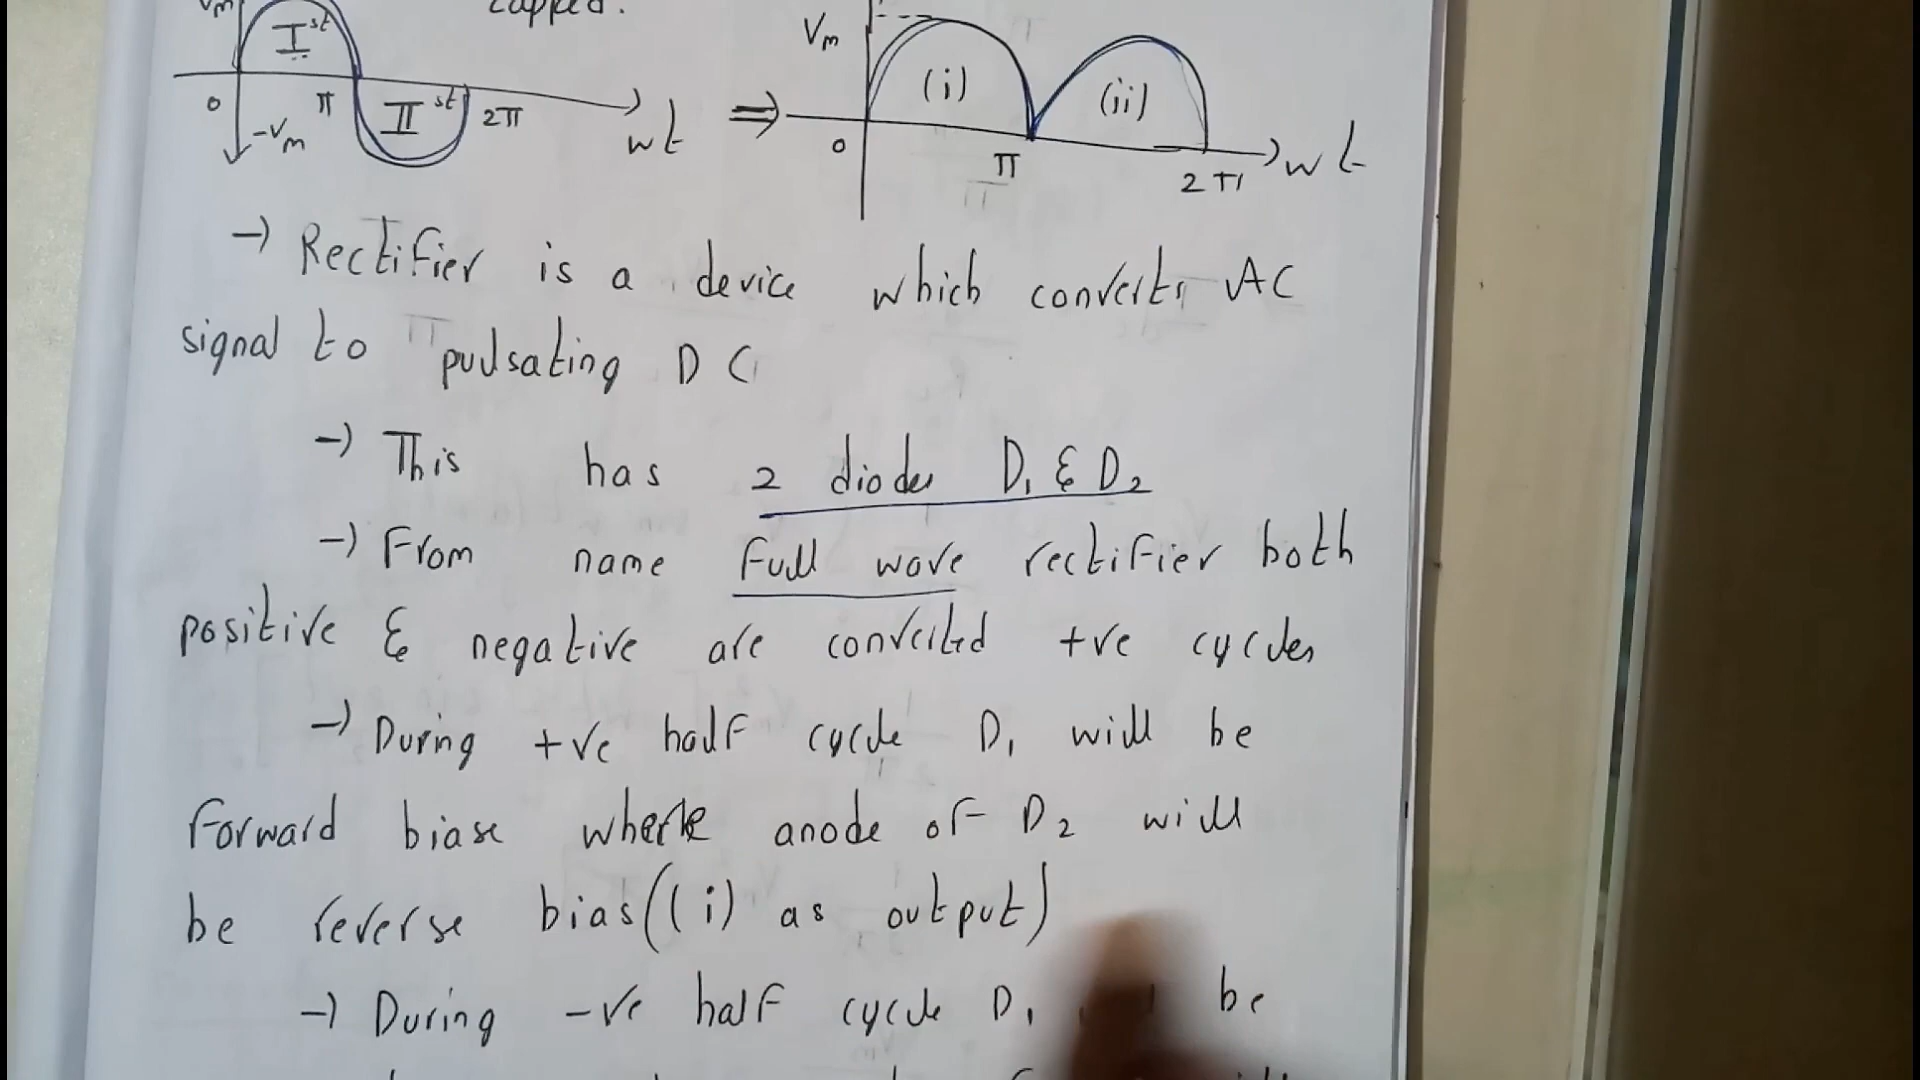 Vm
tapped.
Vm
I st
(i)
(ii)
0
π
II st
2π
wt
⇒
-Vm
0
π
2π
wt
→ Rectifier is a device which converts AC
signal to pulsating DC
→ This has 2 diodes D1 & D2
→ From name full wave rectifier both
positive & negative are converted +ve cycles
→ During +ve half cycle D1 will be
forward biase where anode of D2 will
be reverse bias((i) as output)
→ During -ve half cycle D1 be